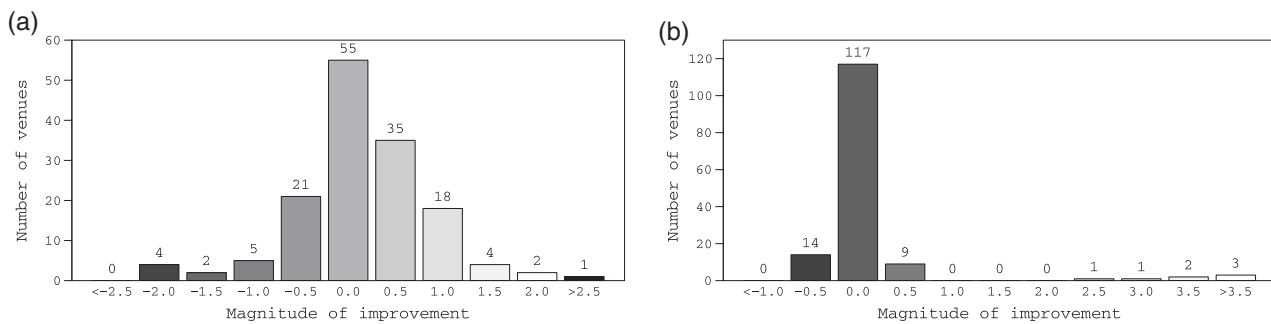 (a)
60
50
40
30
20
10
0
Number of venues
0 4 2 5 21 55 35 18 4 2 1
<−2.5 −2.0 −1.5 −1.0 −0.5 0.0 0.5 1.0 1.5 2.0 >2.5
Magnitude of improvement
(b)
120
100
80
60
40
20
0
Number of venues
0 14 117 9 0 0 0 1 1 2 3
<−1.0 −0.5 0.0 0.5 1.0 1.5 2.0 2.5 3.0 3.5 >3.5
Magnitude of improvement